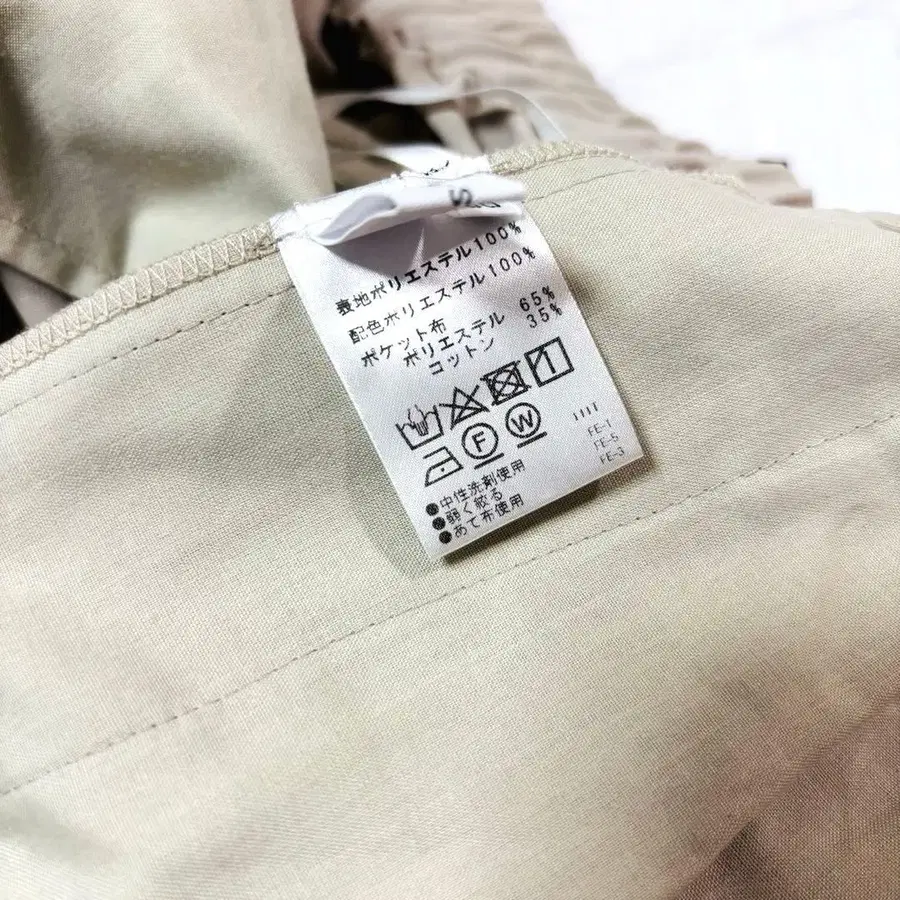 S
表地ポリエステル100%
配色ポリエステル100%
ポケット布
ポリエステル 65%
コットン 35%
F W
FE-1
FE-5
FE-3
●中性洗剤使用
●弱く絞る
●あて布使用